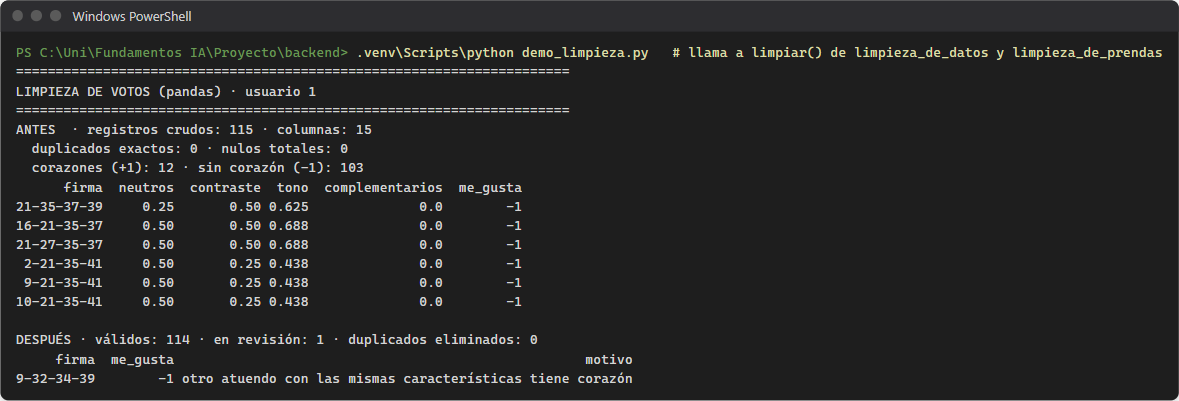 Windows PowerShell
PS C:\Uni\Fundamentos IA\Proyecto\backend> .venv\Scripts\python demo_limpieza.py   # llama a limpiar() de limpieza_de_datos y limpieza_de_prendas
======================================================================
LIMPIEZA DE VOTOS (pandas) · usuario 1
======================================================================
ANTES  · registros crudos: 115 · columnas: 15
  duplicados exactos: 0 · nulos totales: 0
  corazones (+1): 12 · sin corazón (-1): 103
      firma  neutros  contraste  tono  complementarios  me_gusta
21-35-37-39     0.25       0.50 0.625              0.0        -1
16-21-35-37     0.50       0.50 0.688              0.0        -1
21-27-35-37     0.50       0.50 0.688              0.0        -1
 2-21-35-41     0.50       0.25 0.438              0.0        -1
 9-21-35-41     0.50       0.25 0.438              0.0        -1
10-21-35-41     0.50       0.25 0.438              0.0        -1
DESPUÉS · válidos: 114 · en revisión: 1 · duplicados eliminados: 0
     firma  me_gusta                                                    motivo
9-32-34-39        -1 otro atuendo con las mismas características tiene corazón